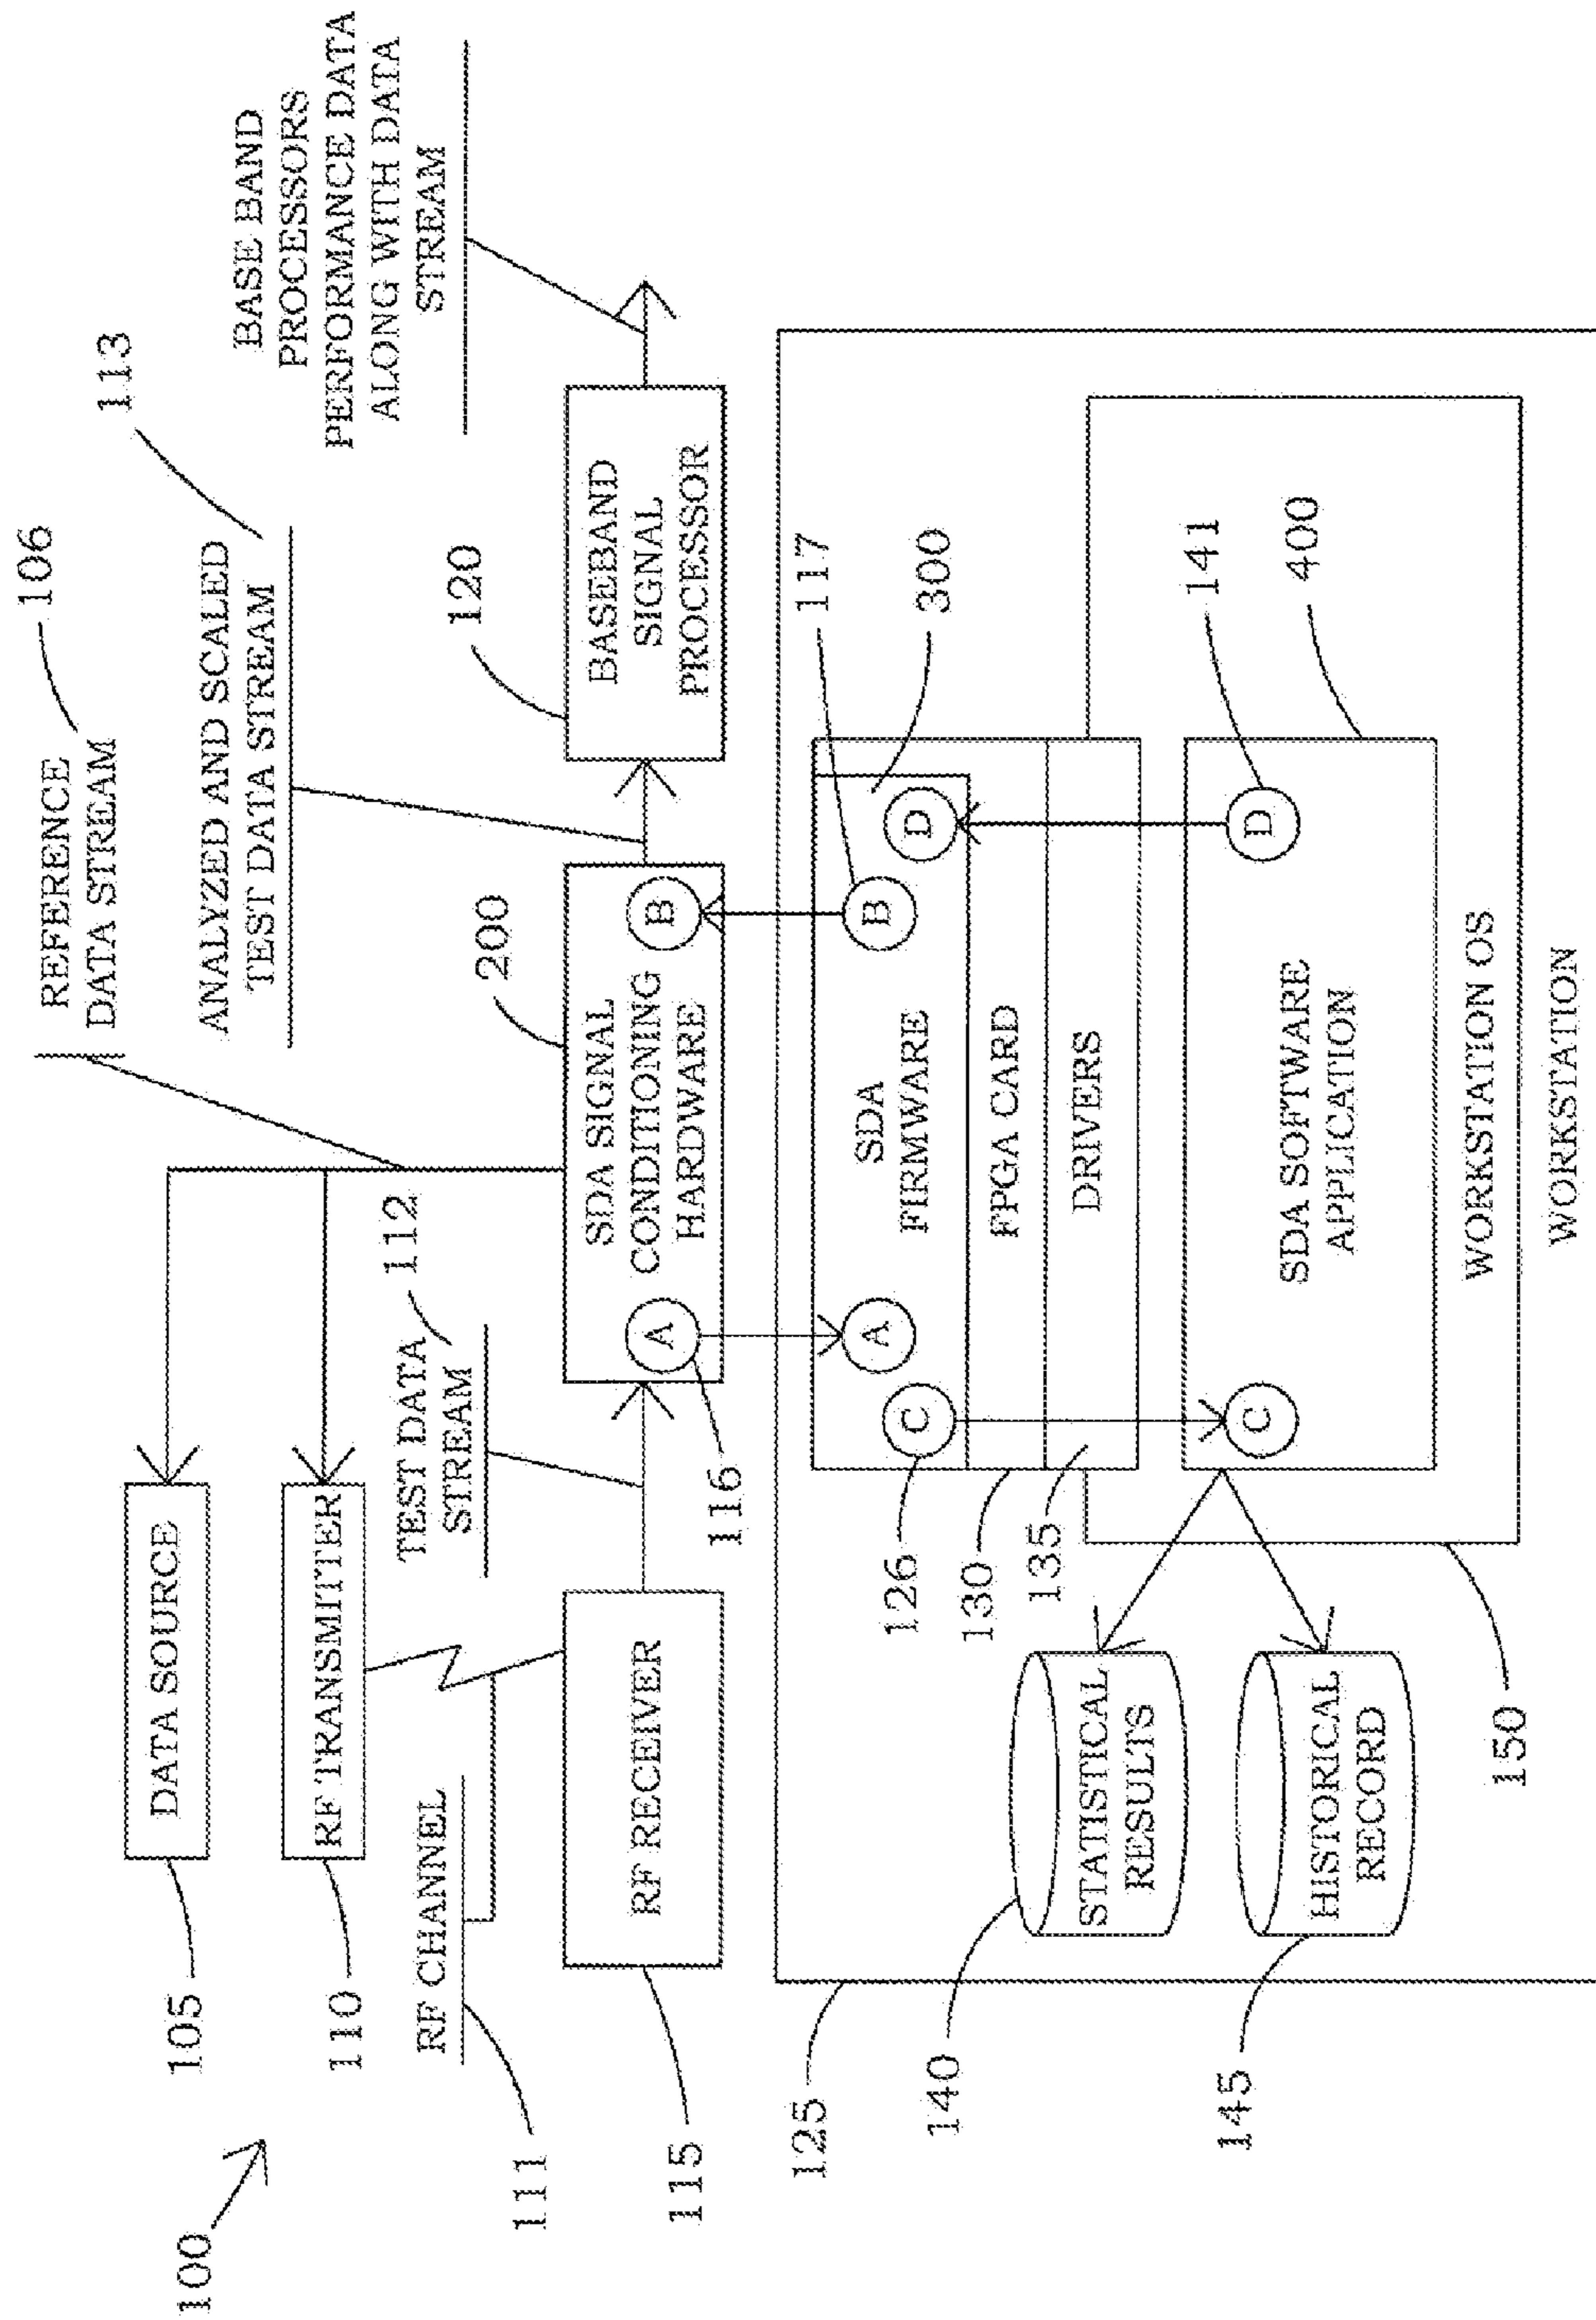 100
105
DATA SOURCE
110
RF TRANSMITTER
RF CHANNEL
111
115
RF RECEIVER
TEST DATA
STREAM
112
REFERENCE
DATA STREAM
106
ANALYZED AND SCALED
TEST DATA STREAM
113
200
SDA SIGNAL
CONDITIONING
HARDWARE
A
B
116
120
BASEBAND
SIGNAL
PROCESSOR
BASE BAND
PROCESSORS
PERFORMANCE DATA
ALONG WITH DATA
STREAM
125
117
300
C
A
SDA
FIRMWARE
B
D
126
FPGA CARD
130
DRIVERS
135
141
400
C
SDA SOFTWARE
APPLICATION
D
WORKSTATION OS
WORKSTATION
150
140
STATISTICAL
RESULTS
145
HISTORICAL
RECORD